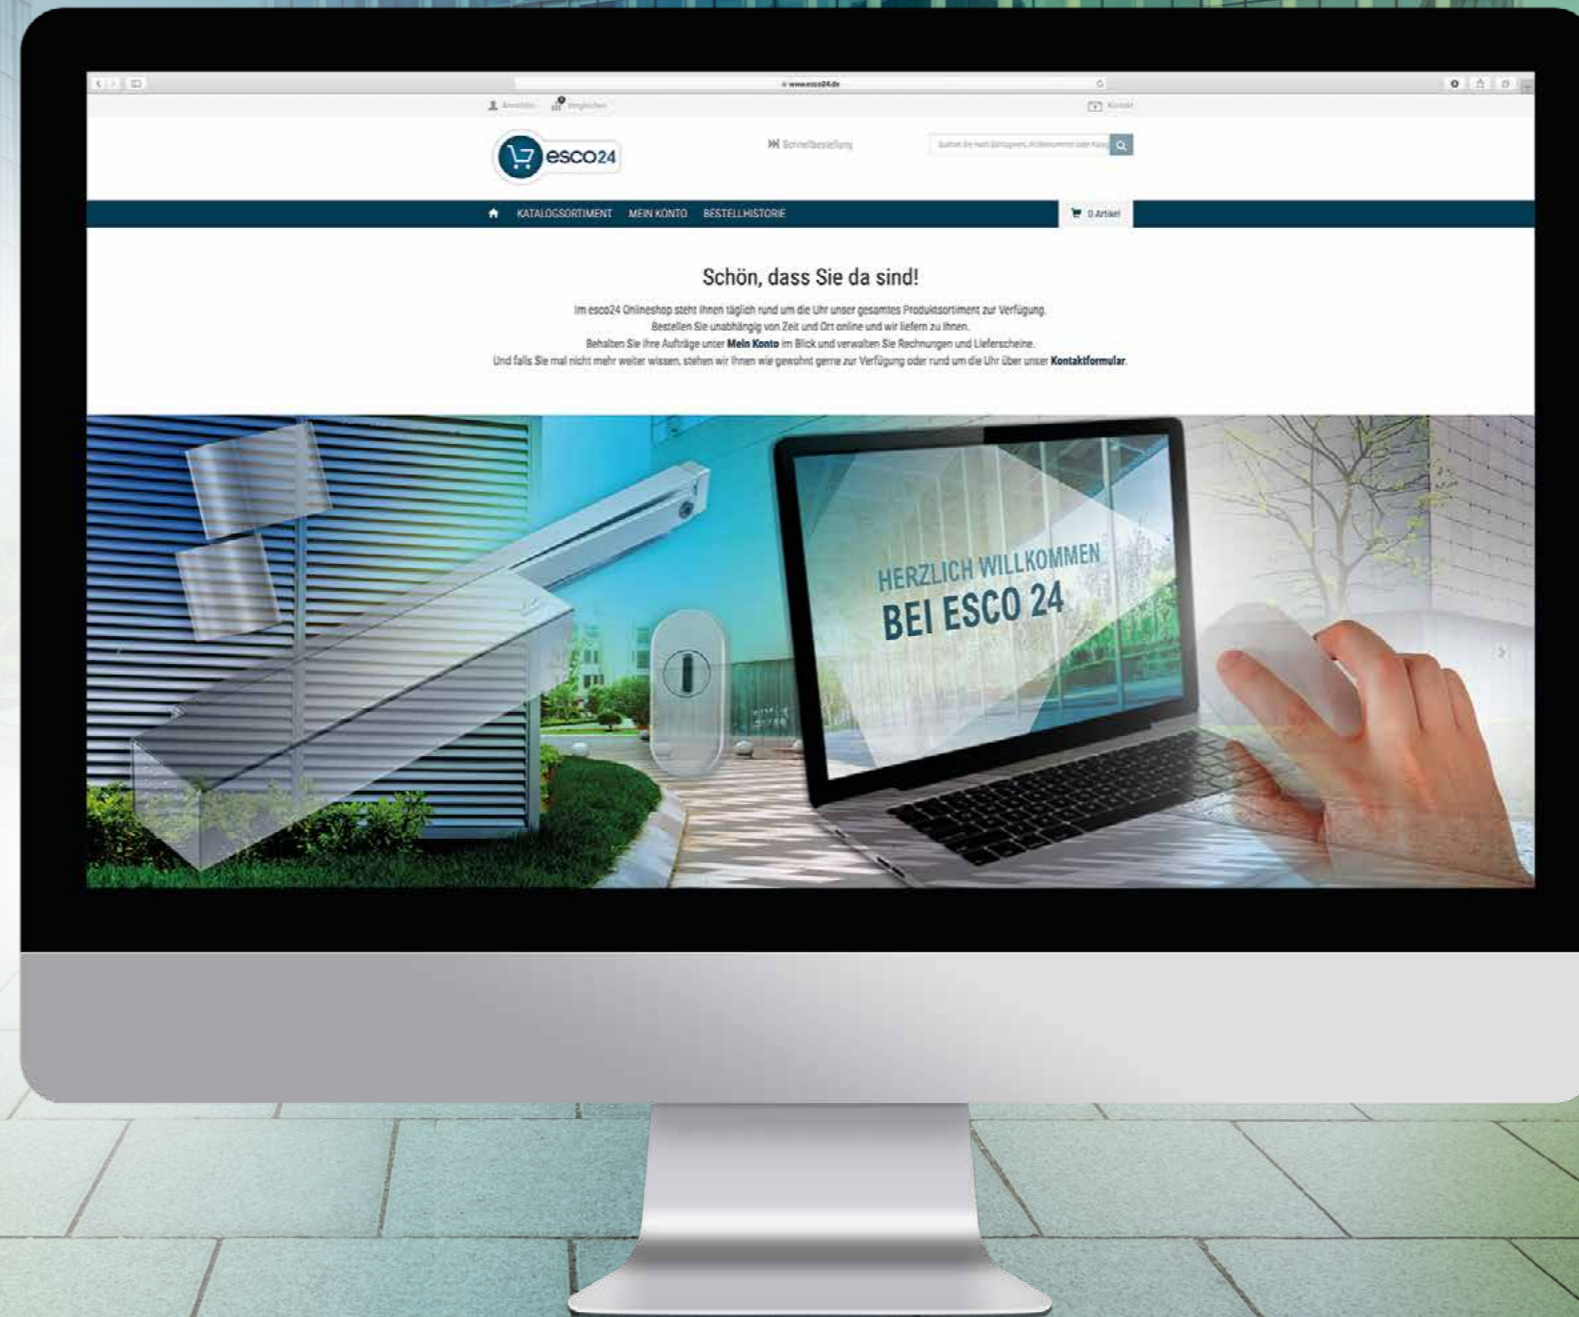 www.esco24.de
Anmelden Vergleichen Kontakt
esco24
Schnellbestellung
KATALOGSORTIMENT MEIN KONTO BESTELLHISTORIE 0 Artikel
Schön, dass Sie da sind!
Im esco24 Onlineshop steht Ihnen täglich rund um die Uhr unser gesamtes Produktsortiment zur Verfügung.
Bestellen Sie unabhängig von Zeit und Ort online und wir liefern zu Ihnen.
Behalten Sie Ihre Aufträge unter Mein Konto im Blick und verwalten Sie Rechnungen und Lieferscheine.
Und falls Sie mal nicht mehr weiter wissen, stehen wir Ihnen wie gewohnt gerne zur Verfügung oder rund um die Uhr über unser Kontaktformular.
HERZLICH WILLKOMMEN
BEI ESCO 24